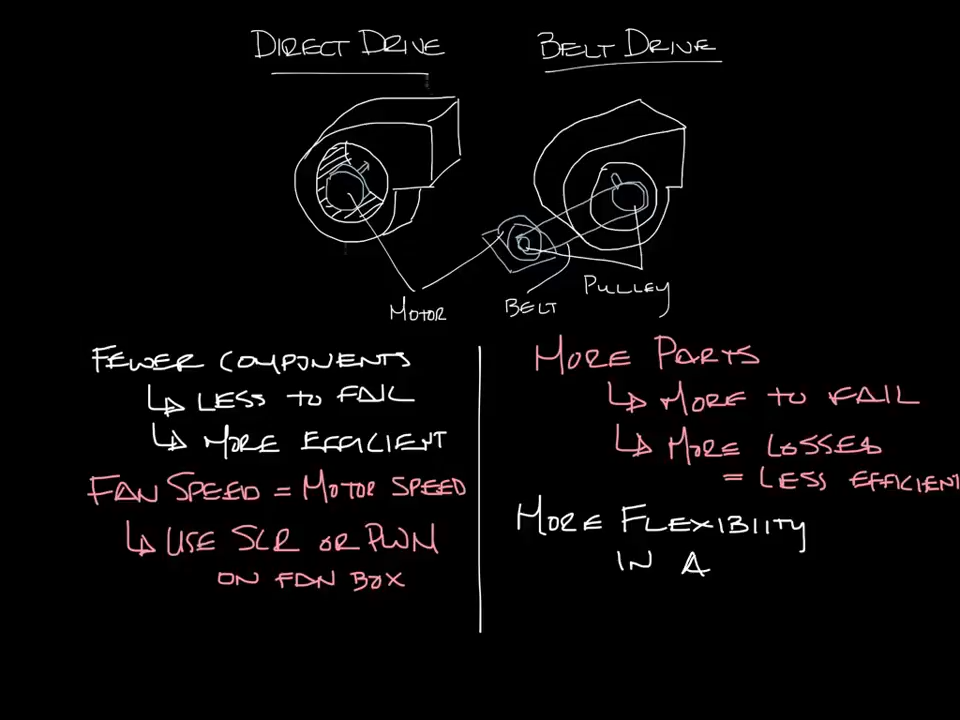 DIRECT DRIVE
BELT DRIVE
MOTOR
BELT
PULLEY
FEWER COMPONENTS
↳ LESS TO FAIL
↳ MORE EFFICIENT
FAN SPEED = MOTOR SPEED
↳ USE SCR OR PWM
ON FAN BOX
MORE PARTS
↳ MORE TO FAIL
↳ MORE LOSSES
= LESS EFFICIENT
MORE FLEXIBIITY
IN A